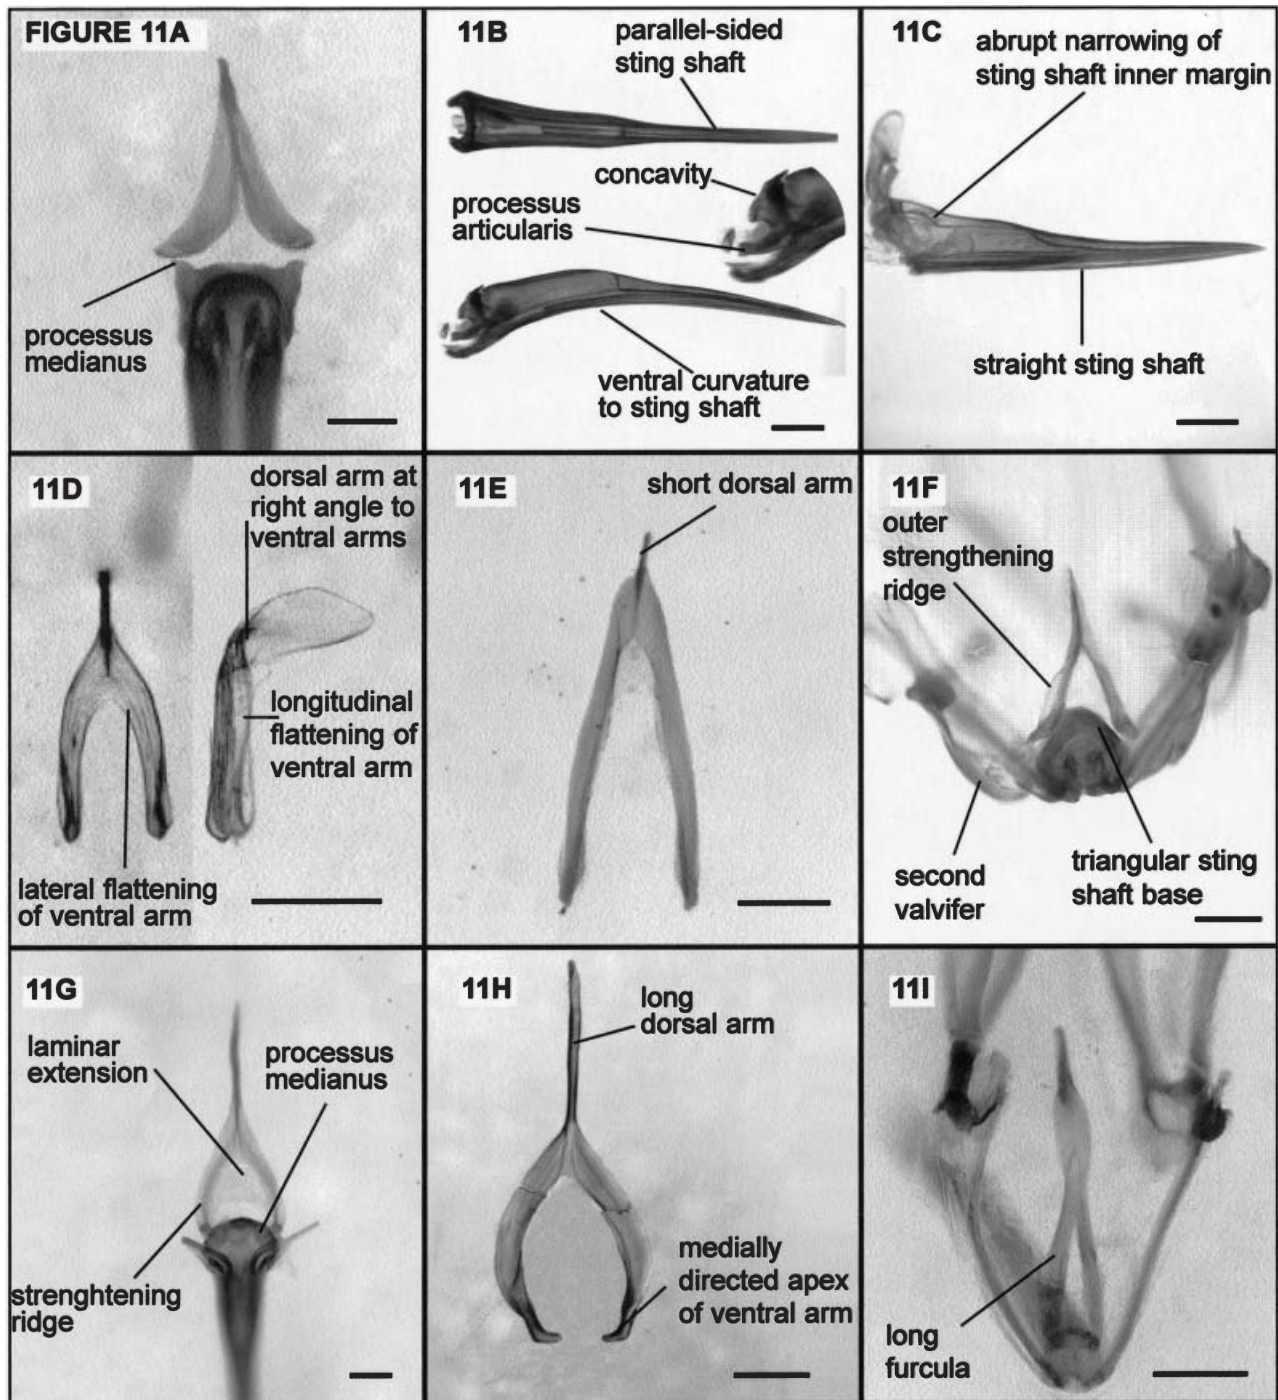 FIGURE 11A
processus
medianus
11B
parallel-sided
sting shaft
concavity
processus
articularis
ventral curvature
to sting shaft
11C
abrupt narrowing of
sting shaft inner margin
straight sting shaft
11D
dorsal arm at
right angle to
ventral arms
longitudinal
flattening of
ventral arm
lateral flattening
of ventral arm
11E
short dorsal arm
11F
outer
strengthening
ridge
second
valvifer
triangular sting
shaft base
11G
laminar
extension
processus
medianus
strenghtening
ridge
11H
long
dorsal arm
medially
directed apex
of ventral arm
11I
long
furcula